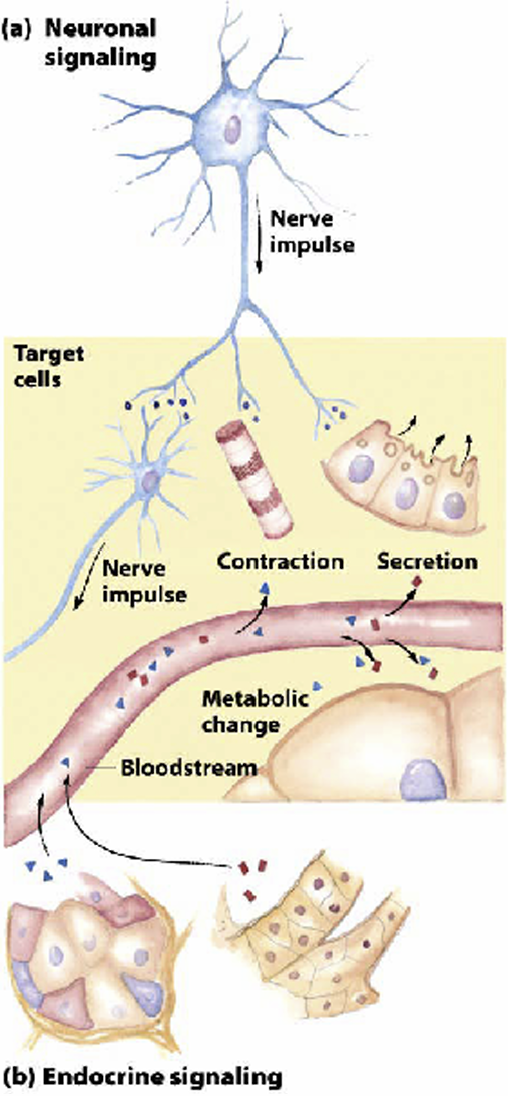 (a) Neuronal
signaling
Nerve
impulse
Target
cells
Contraction
Secretion
Nerve
impulse
Metabolic
change
Bloodstream
(b) Endocrine signaling